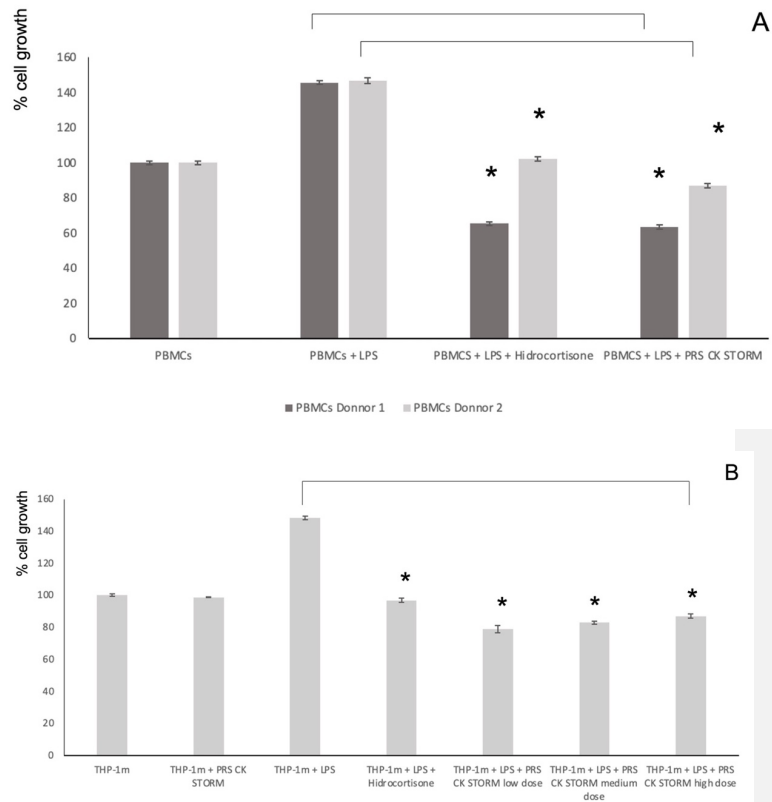 A
% cell growth
160
140
120
100
80
60
40
20
0
PBMCs
PBMCs + LPS
PBMCS + LPS + Hidrocortisone
PBMCS + LPS + PRS CK STORM
*
*
*
*
PBMCs Donnor 1
PBMCs Donnor 2
B
% cell growth
160
140
120
100
80
60
40
20
0
*
*
*
*
THP-1m
THP-1m + PRS CK
STORM
THP-1m + LPS
THP-1m + LPS +
Hidrocortisone
THP-1m + LPS + PRS
CK STORM low dose
THP-1m + LPS + PRS
CK STORM medium
dose
THP-1m + LPS + PRS
CK STORM high dose